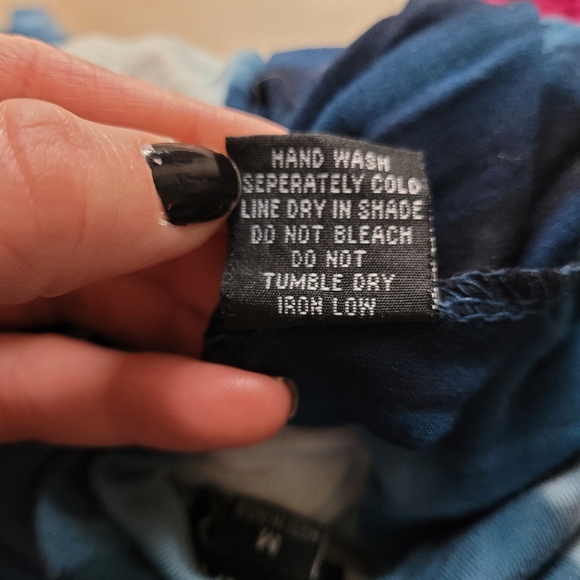 HAND WASH
SEPERATELY COLD
LINE DRY IN SHADE
DO NOT BLEACH
DO NOT
TUMBLE DRY
IRON LOW
M